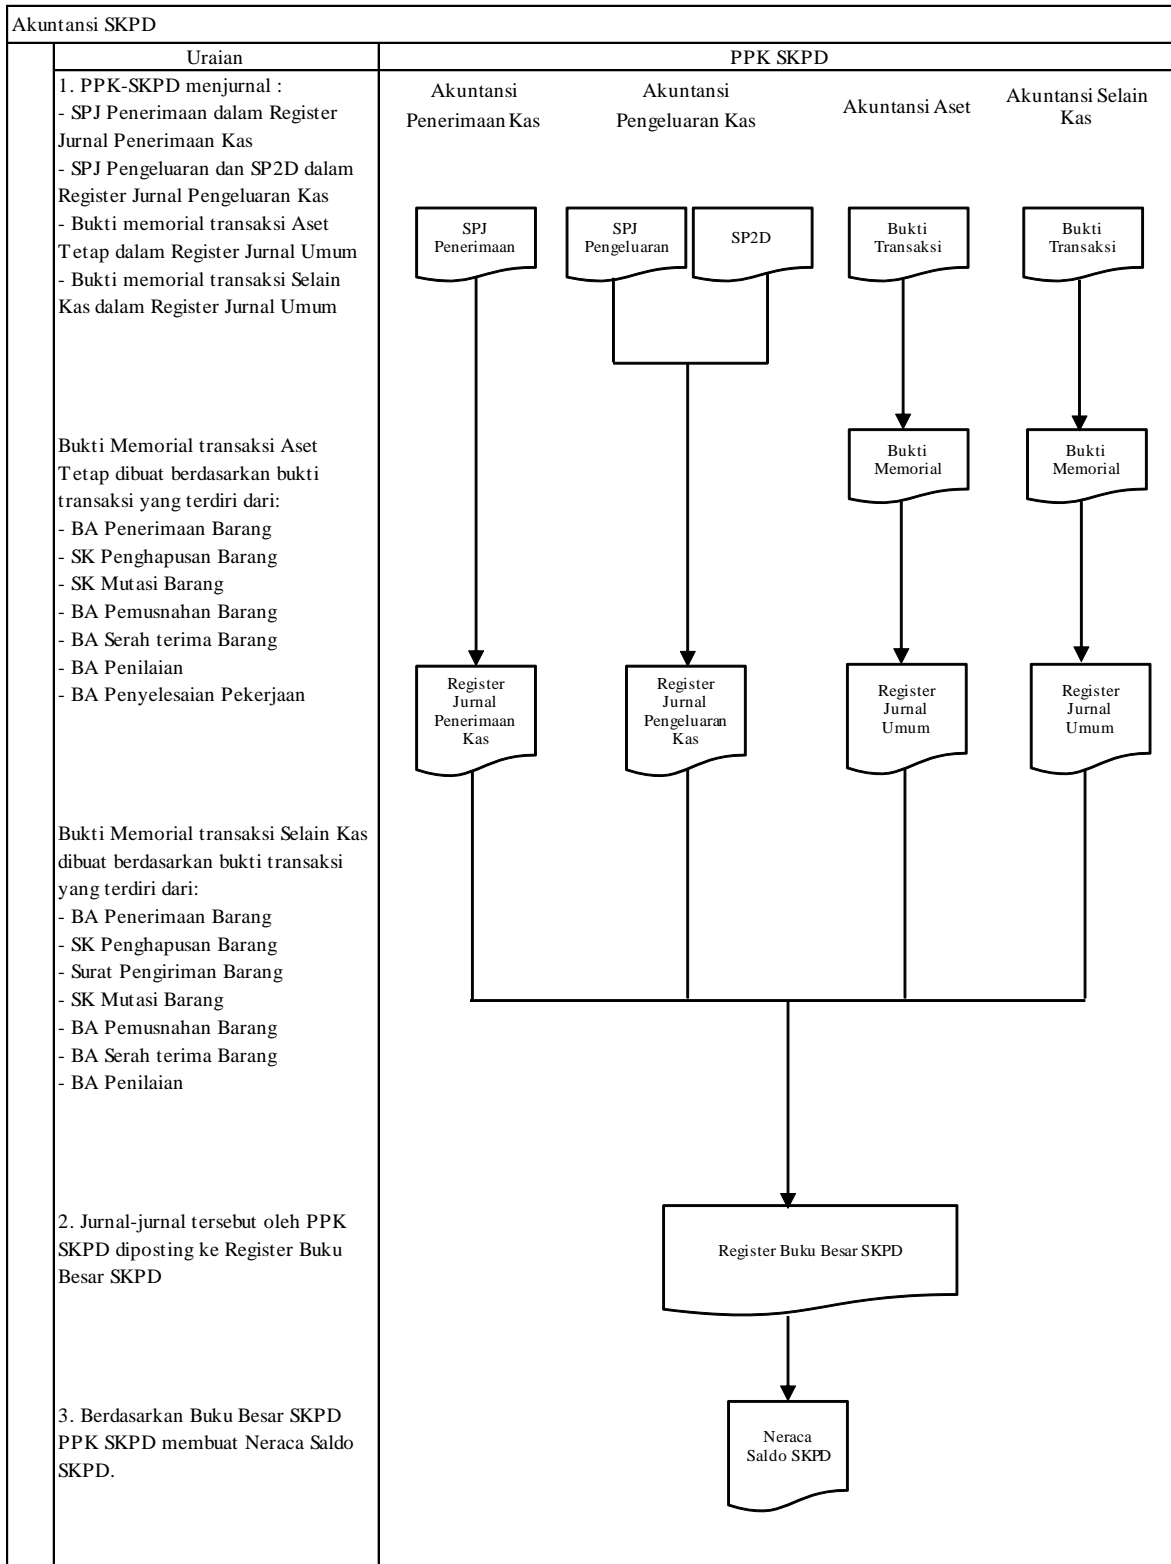 Akuntansi SKPD
Uraian
PPK SKPD
1. PPK-SKPD menjurnal :
- SPJ Penerimaan dalam Register
Jurnal Penerimaan Kas
- SPJ Pengeluaran dan SP2D dalam
Register Jurnal Pengeluaran Kas
- Bukti memorial transaksi Aset
Tetap dalam Register Jurnal Umum
- Bukti memorial transaksi Selain
Kas dalam Register Jurnal Umum
Bukti Memorial transaksi Aset
Tetap dibuat berdasarkan bukti
transaksi yang terdiri dari:
- BA Penerimaan Barang
- SK Penghapusan Barang
- SK Mutasi Barang
- BA Pemusnahan Barang
- BA Serah terima Barang
- BA Penilaian
- BA Penyelesaian Pekerjaan
Bukti Memorial transaksi Selain Kas
dibuat berdasarkan bukti transaksi
yang terdiri dari:
- BA Penerimaan Barang
- SK Penghapusan Barang
- Surat Pengiriman Barang
- SK Mutasi Barang
- BA Pemusnahan Barang
- BA Serah terima Barang
- BA Penilaian
2. Jurnal-jurnal tersebut oleh PPK
SKPD diposting ke Register Buku
Besar SKPD
3. Berdasarkan Buku Besar SKPD
PPK SKPD membuat Neraca Saldo
SKPD.
Akuntansi
Penerimaan Kas
Akuntansi
Pengeluaran Kas
Akuntansi Aset
Akuntansi Selain
Kas
SPJ
Penerimaan
SPJ
Pengeluaran
SP2D
Bukti
Transaksi
Bukti
Transaksi
Bukti
Memorial
Bukti
Memorial
Register
Jurnal
Penerimaan
Kas
Register
Jurnal
Pengeluaran
Kas
Register
Jurnal
Umum
Register
Jurnal
Umum
Register Buku Besar SKPD
Neraca
Saldo SKPD